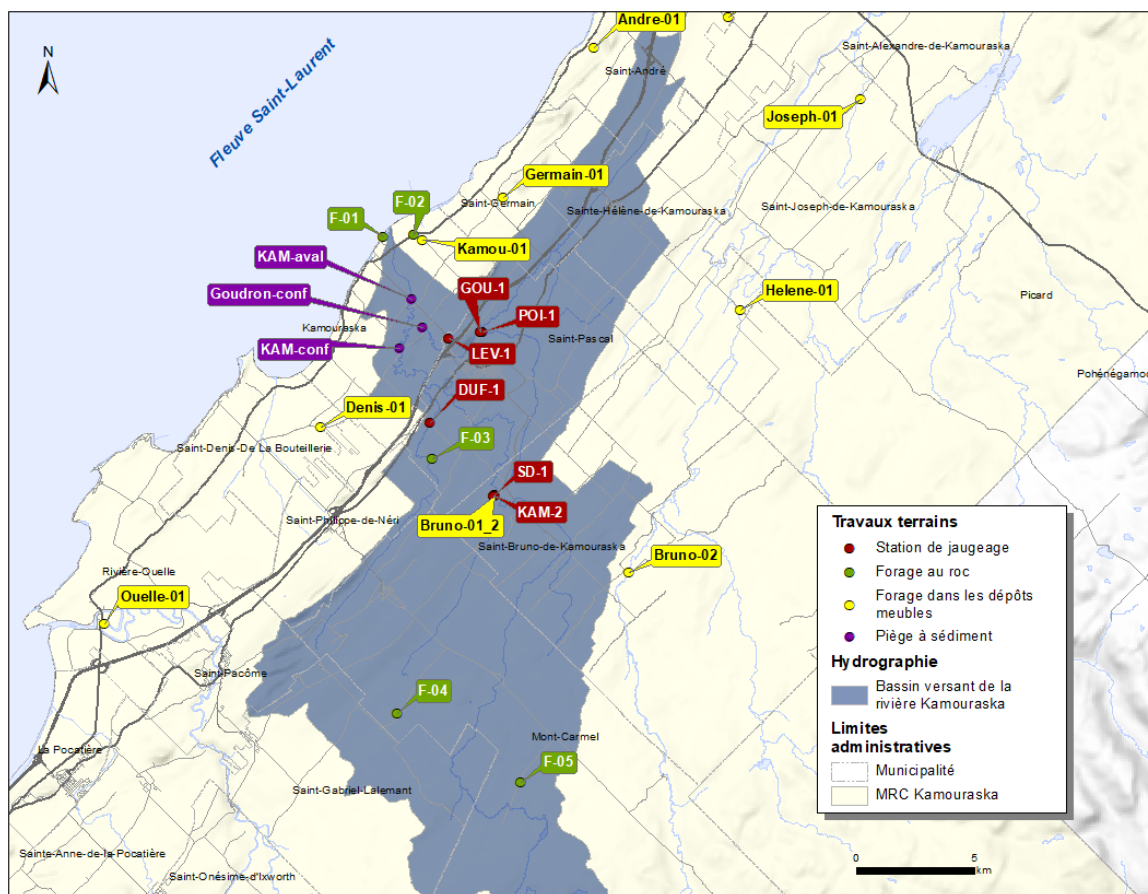 Andre-01
Saint-Alexandre-de-Kamouraska
N
Saint-André
Fleuve Saint-Laurent
Joseph-01
Germain-01
Saint-Germain
Sainte-Hélène-de-Kamouraska
Saint-Joseph-de-Kamouraska
F-01
F-02
Kamou-01
KAM-aval
GOU-1
Goudron-conf
Helene-01
Picard
POI-1
Kamouraska
Saint-Pascal
KAM-conf
LEV-1
Pohénégamoo
DUF-1
Denis-01
F-03
Saint-Denis-De La Bouteillerie
SD-1
KAM-2
Saint-Philippe-de-Néri
Bruno-01_2
Saint-Bruno-de-Kamouraska
Bruno-02
Rivière-Ouelle
Ouelle-01
Saint-Pacôme
F-04
La Pocatière
Mont-Carmel
F-05
Saint-Gabriel-Lalemant
Sainte-Anne-de-la-Pocatière
Saint-Onésime-d'Ixworth
Travaux terrains
Station de jaugeage
Forage au roc
Forage dans les dépôts
meubles
Piège à sédiment
Hydrographie
Bassin versant de la
rivière Kamouraska
Limites
administratives
Municipalité
MRC Kamouraska
0 5
km